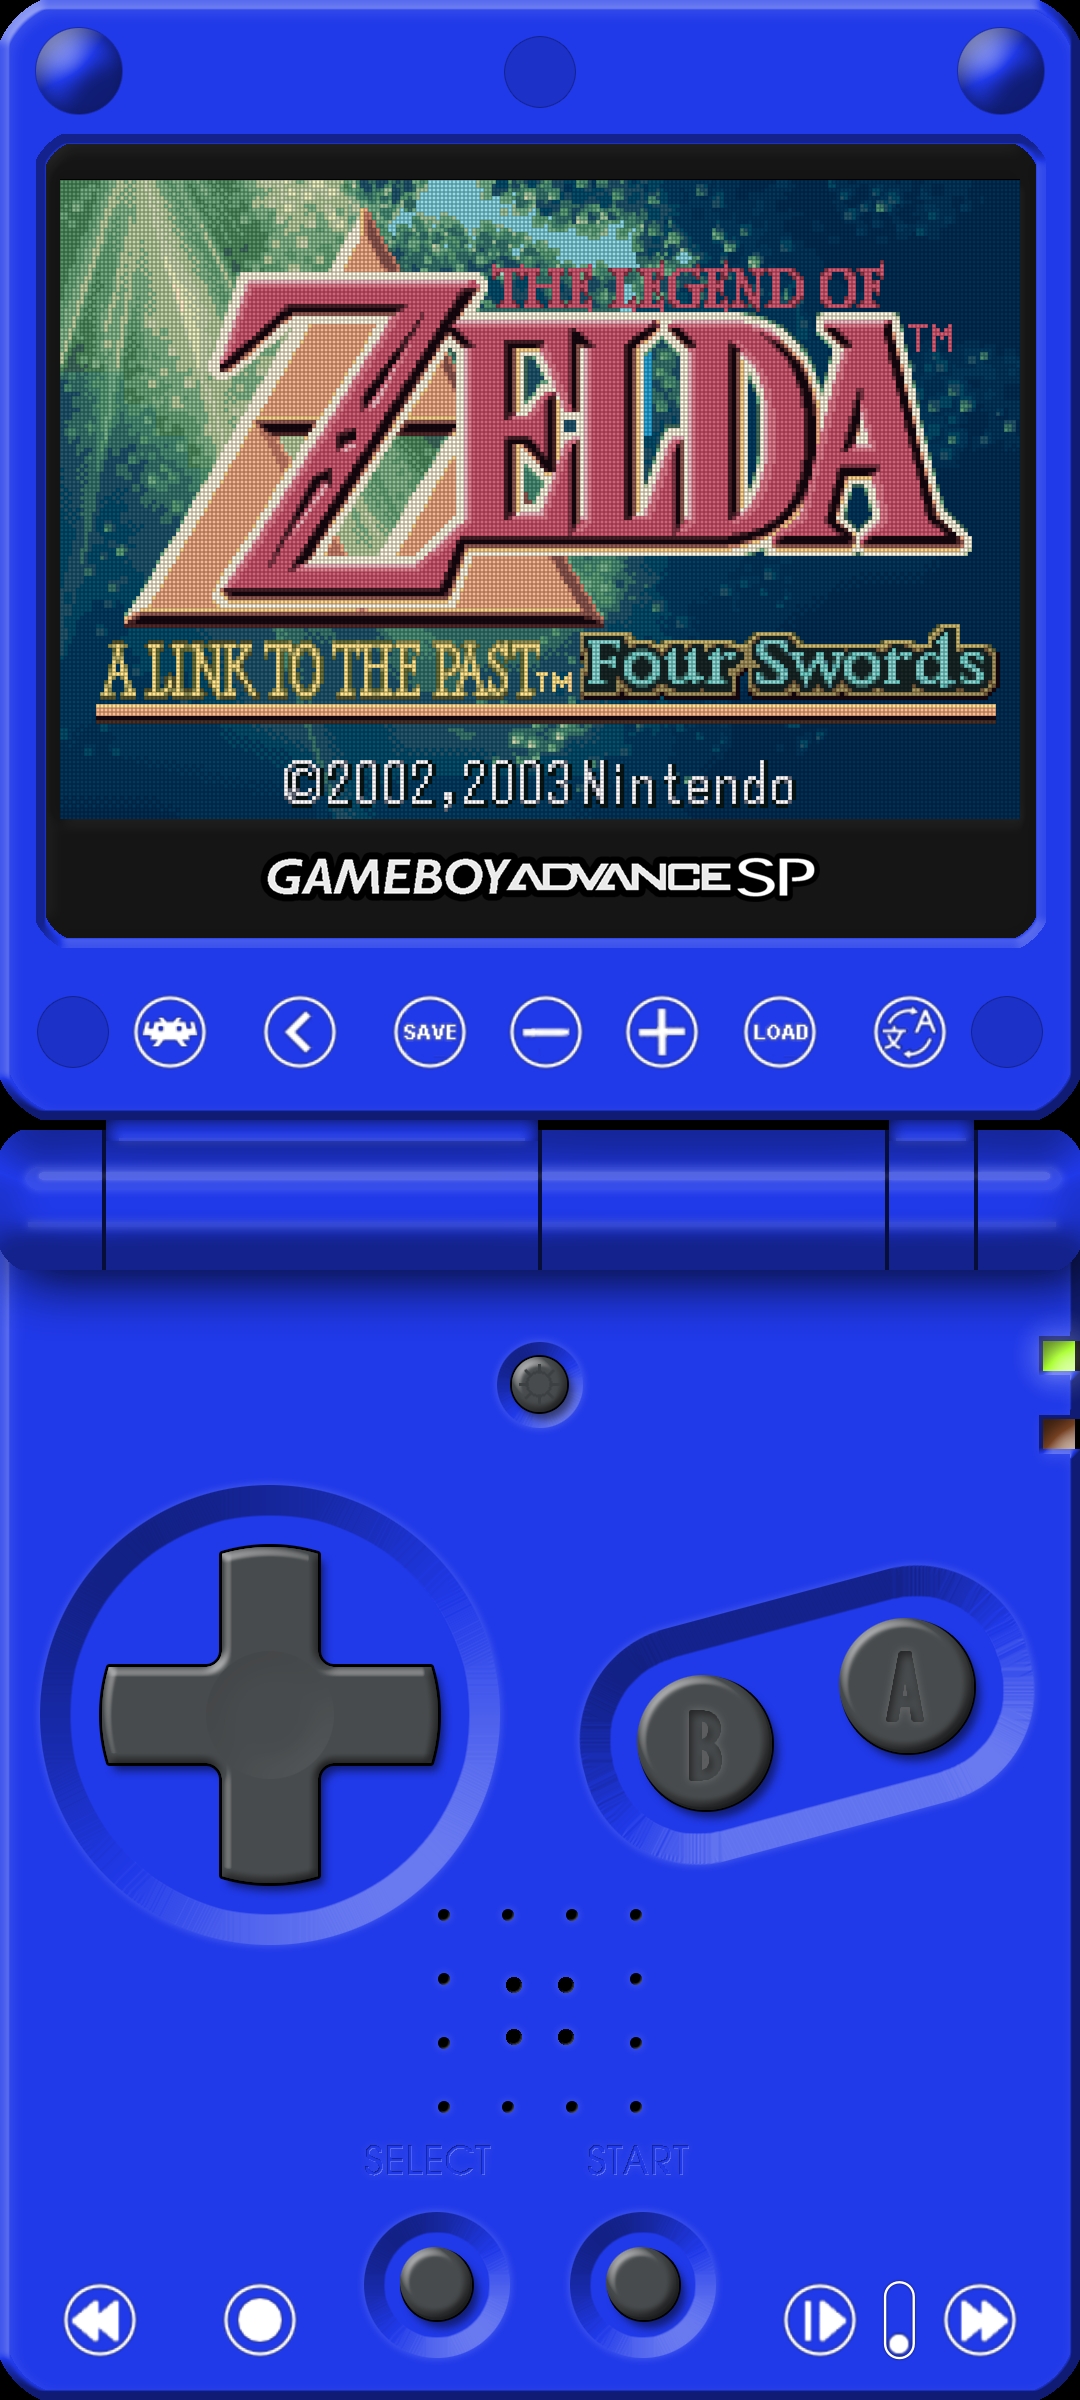 THE LEGEND OF
ZELDA™
A LINK TO THE PAST™ Four Swords
©2002,2003 Nintendo
GAMEBOY ADVANCE SP
SAVE
LOAD
文 A
A
B
SELECT START